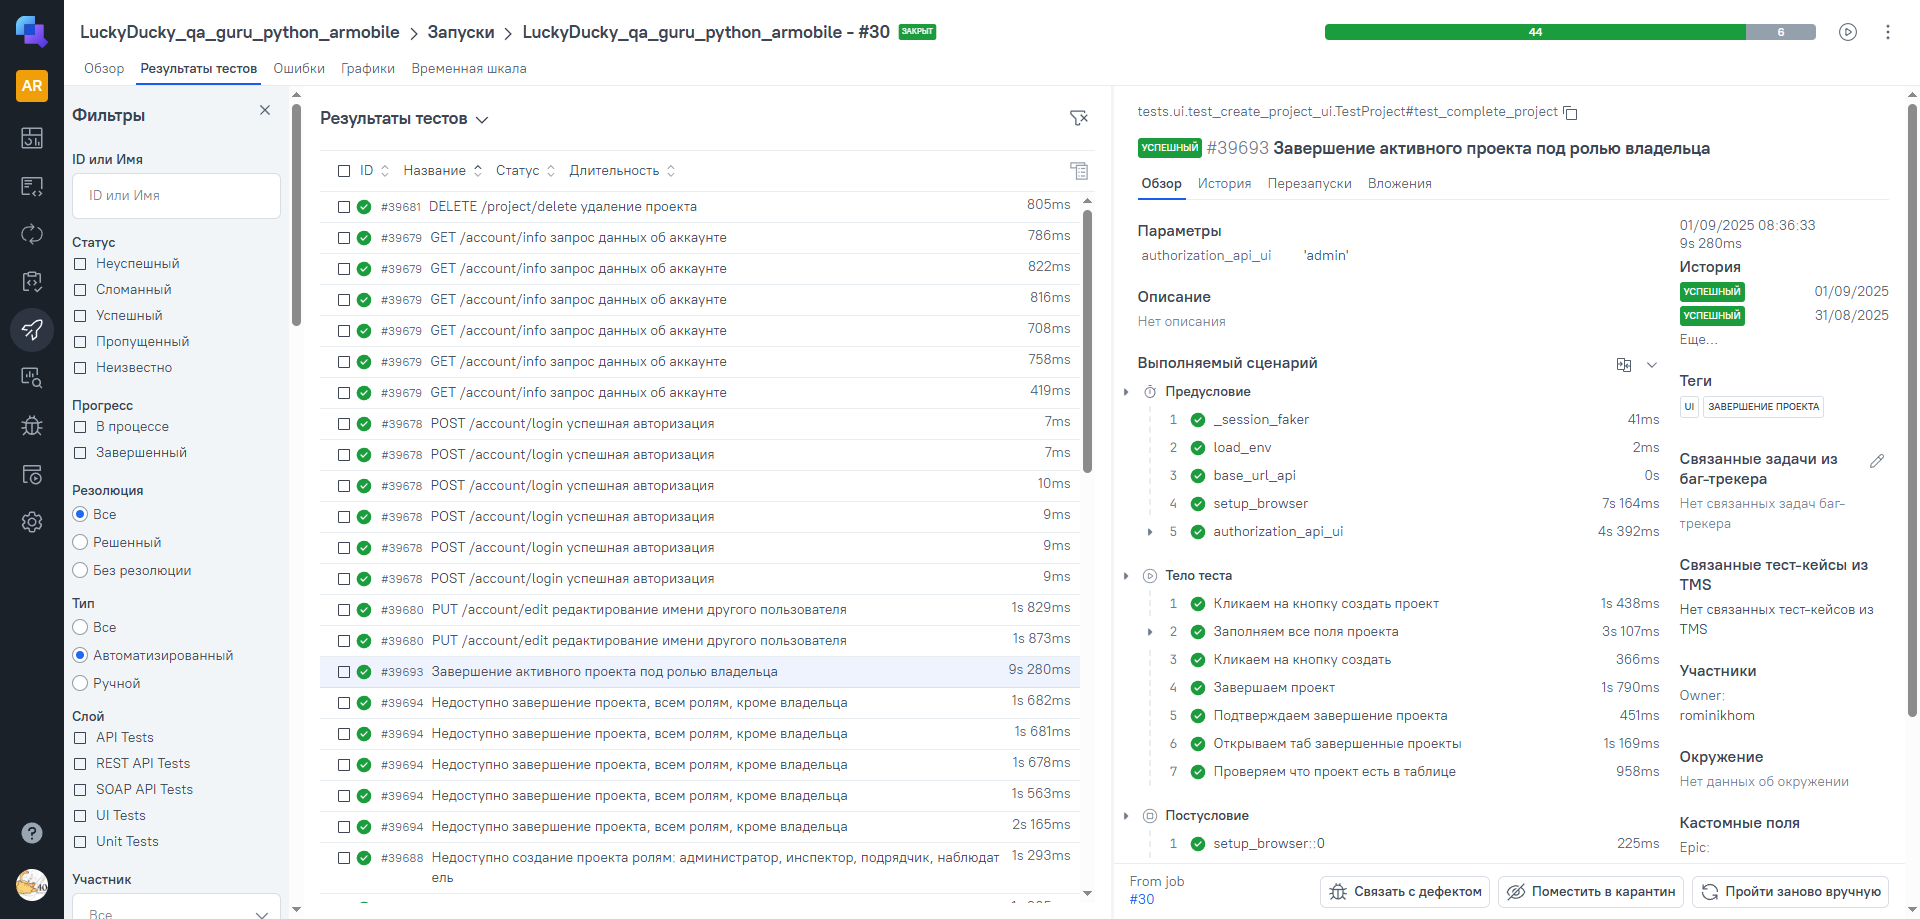 LuckyDucky_qa_guru_python_armobile > Запуски > LuckyDucky_qa_guru_python_armobile - #30 ЗАКРЫТ
44 6
AR
Обзор Результаты тестов Ошибки Графики Временная шкала
Фильтры
ID или Имя
ID или Имя
Статус
Неуспешный
Сломанный
Успешный
Пропущенный
Неизвестно
Прогресс
В процессе
Завершенный
Резолюция
Все
Решенный
Без резолюции
Тип
Все
Автоматизированный
Ручной
Слой
API Tests
REST API Tests
SOAP API Tests
UI Tests
Unit Tests
Участник
Все
Результаты тестов
ID Название Статус Длительность
#39681 DELETE /project/delete удаление проекта 805ms
#39679 GET /account/info запрос данных об аккаунте 786ms
#39679 GET /account/info запрос данных об аккаунте 822ms
#39679 GET /account/info запрос данных об аккаунте 816ms
#39679 GET /account/info запрос данных об аккаунте 708ms
#39679 GET /account/info запрос данных об аккаунте 758ms
#39679 GET /account/info запрос данных об аккаунте 419ms
#39678 POST /account/login успешная авторизация 7ms
#39678 POST /account/login успешная авторизация 7ms
#39678 POST /account/login успешная авторизация 10ms
#39678 POST /account/login успешная авторизация 9ms
#39678 POST /account/login успешная авторизация 9ms
#39678 POST /account/login успешная авторизация 9ms
#39680 PUT /account/edit редактирование имени другого пользователя 1s 829ms
#39680 PUT /account/edit редактирование имени другого пользователя 1s 873ms
#39693 Завершение активного проекта под ролью владельца 9s 280ms
#39694 Недоступно завершение проекта, всем ролям, кроме владельца 1s 682ms
#39694 Недоступно завершение проекта, всем ролям, кроме владельца 1s 681ms
#39694 Недоступно завершение проекта, всем ролям, кроме владельца 1s 678ms
#39694 Недоступно завершение проекта, всем ролям, кроме владельца 1s 563ms
#39694 Недоступно завершение проекта, всем ролям, кроме владельца 2s 165ms
#39688 Недоступно создание проекта ролям: администратор, инспектор, подрядчик, наблюдат 1s 293ms
ель
tests.ui.test_create_project_ui.TestProject#test_complete_project
УСПЕШНЫЙ #39693 Завершение активного проекта под ролью владельца
Обзор История Перезапуски Вложения
Параметры
authorization_api_ui 'admin'
Описание
Нет описания
Выполняемый сценарий
Предусловие
1 _session_faker 41ms
2 load_env 2ms
3 base_url_api 0s
4 setup_browser 7s 164ms
5 authorization_api_ui 4s 392ms
Тело теста
1 Кликаем на кнопку создать проект 1s 438ms
2 Заполняем все поля проекта 3s 107ms
3 Кликаем на кнопку создать 366ms
4 Завершаем проект 1s 790ms
5 Подтверждаем завершение проекта 451ms
6 Открываем таб завершенные проекты 1s 169ms
7 Проверяем что проект есть в таблице 958ms
Постусловие
1 setup_browser::0 225ms
01/09/2025 08:36:33
9s 280ms
История
УСПЕШНЫЙ 01/09/2025
УСПЕШНЫЙ 31/08/2025
Еще...
Теги
UI ЗАВЕРШЕНИЕ ПРОЕКТА
Связанные задачи из
баг-трекера
Нет связанных задач баг-
трекера
Связанные тест-кейсы из
TMS
Нет связанных тест-кейсов из
TMS
Участники
Owner:
rominikhom
Окружение
Нет данных об окружении
Кастомные поля
Epic:
From job
#30
Связать с дефектом Поместить в карантин Пройти заново вручную